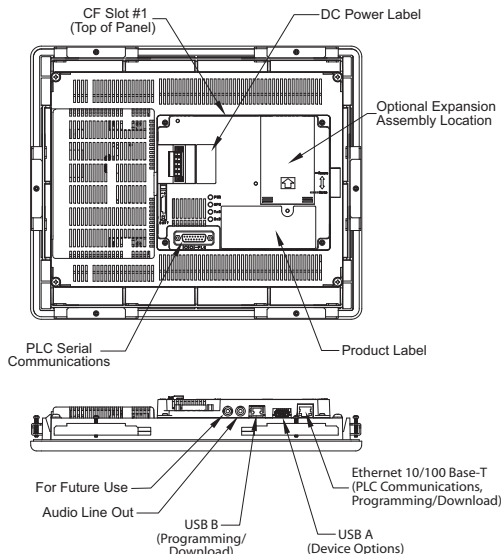 CF Slot #1
(Top of Panel)
DC Power Label
Optional Expansion
Assembly Location
PLC Serial
Communications
Product Label
For Future Use
Audio Line Out
USB B
(Programming/
Download)
USB A
(Device Options)
Ethernet 10/100 Base-T
(PLC Communications,
Programming/Download)